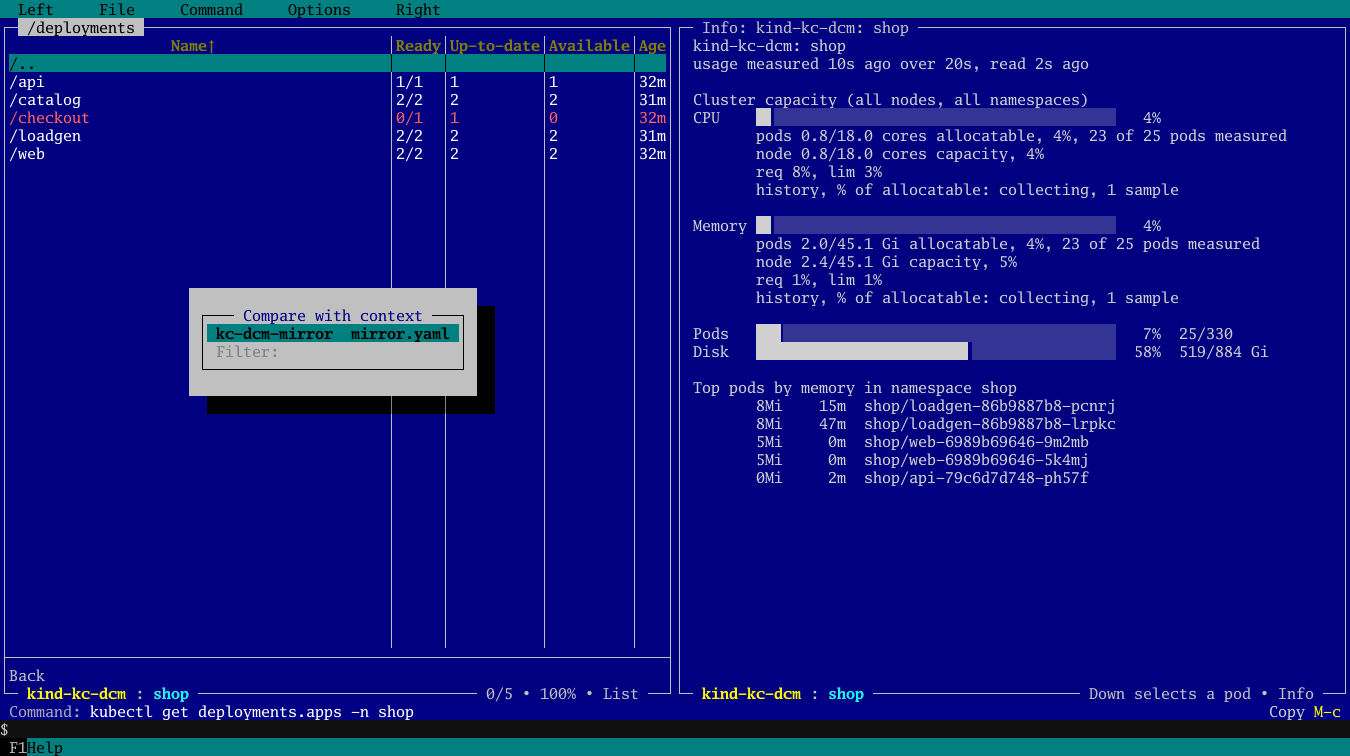 Left File Command Options Right
/deployments
Name↑ Ready Up-to-date Available Age
/..
/api 1/1 1 1 32m
/catalog 2/2 2 2 31m
/checkout 0/1 1 0 32m
/loadgen 2/2 2 2 31m
/web 2/2 2 2 32m
Compare with context
kc-dcm-mirror mirror.yaml
Filter:
Back
kind-kc-dcm : shop 0/5 • 100% • List
Info: kind-kc-dcm: shop
kind-kc-dcm: shop
usage measured 10s ago over 20s, read 2s ago
Cluster capacity (all nodes, all namespaces)
CPU 4%
pods 0.8/18.0 cores allocatable, 4%, 23 of 25 pods measured
node 0.8/18.0 cores capacity, 4%
req 8%, lim 3%
history, % of allocatable: collecting, 1 sample
Memory 4%
pods 2.0/45.1 Gi allocatable, 4%, 23 of 25 pods measured
node 2.4/45.1 Gi capacity, 5%
req 1%, lim 1%
history, % of allocatable: collecting, 1 sample
Pods 7% 25/330
Disk 58% 519/884 Gi
Top pods by memory in namespace shop
8Mi 15m shop/loadgen-86b9887b8-pcnrj
8Mi 47m shop/loadgen-86b9887b8-lrpkc
5Mi 0m shop/web-6989b69646-9m2mb
5Mi 0m shop/web-6989b69646-5k4mj
0Mi 2m shop/api-79c6d7d748-ph57f
kind-kc-dcm : shop Down selects a pod • Info
Command: kubectl get deployments.apps -n shop Copy M-c
$
F1Help